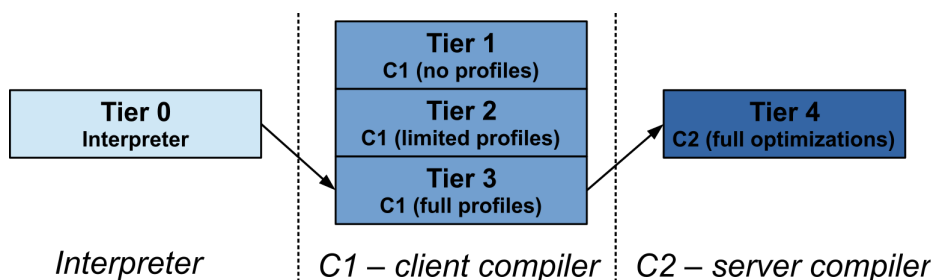 Tier 0
Interpreter
Tier 1
C1 (no profiles)
Tier 2
C1 (limited profiles)
Tier 3
C1 (full profiles)
Tier 4
C2 (full optimizations)
Interpreter
C1 – client compiler
C2 – server compiler